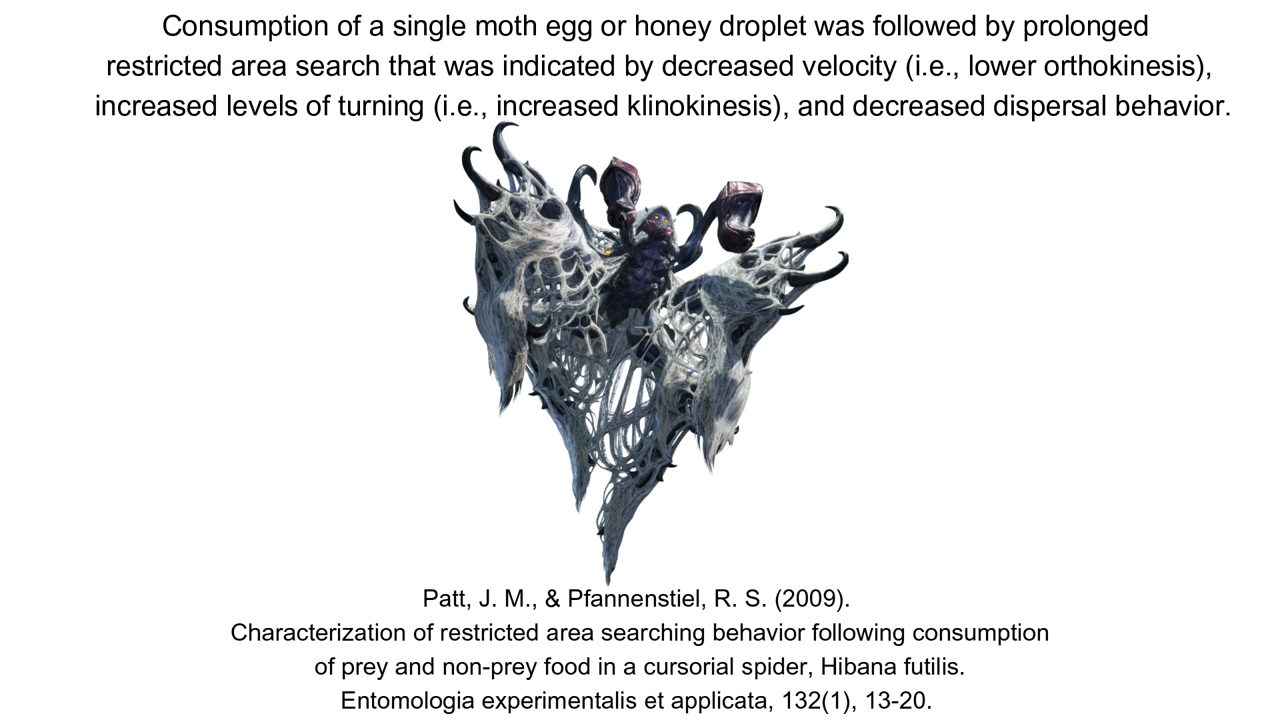 Consumption of a single moth egg or honey droplet was followed by prolonged
restricted area search that was indicated by decreased velocity (i.e., lower orthokinesis),
increased levels of turning (i.e., increased klinokinesis), and decreased dispersal behavior.
Patt, J. M., & Pfannenstiel, R. S. (2009).
Characterization of restricted area searching behavior following consumption
of prey and non-prey food in a cursorial spider, Hibana futilis.
Entomologia experimentalis et applicata, 132(1), 13-20.